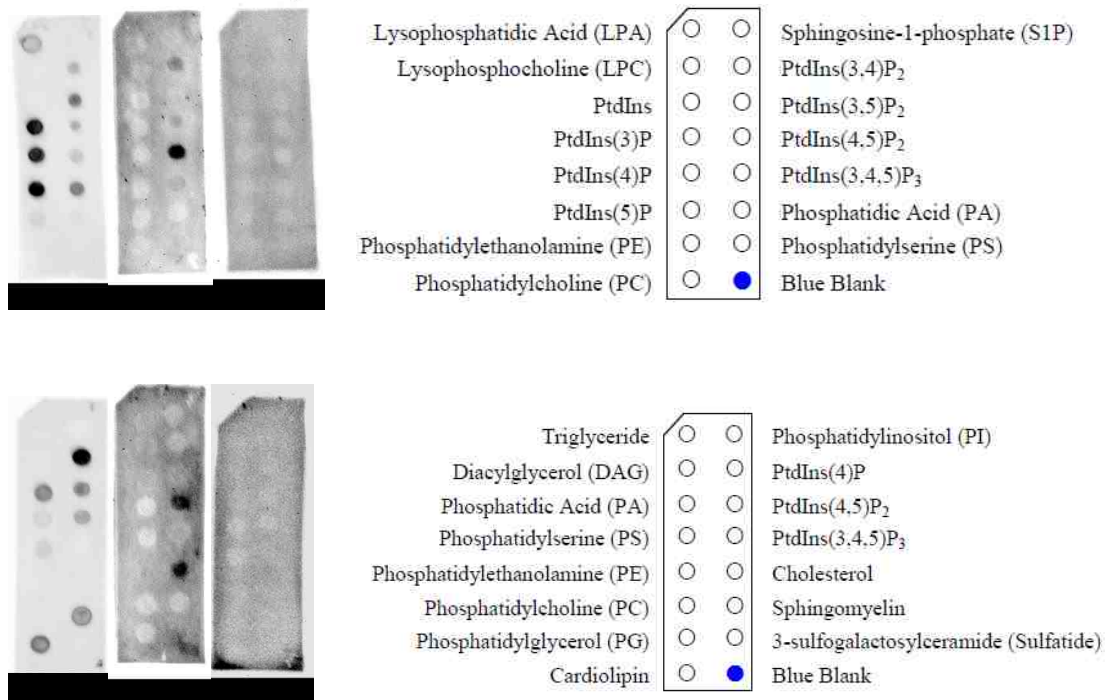 Lysophosphatidic Acid (LPA) Sphingosine-1-phosphate (S1P)
Lysophosphocholine (LPC) PtdIns(3,4)P₂
PtdIns PtdIns(3,5)P₂
PtdIns(3)P PtdIns(4,5)P₂
PtdIns(4)P PtdIns(3,4,5)P₃
PtdIns(5)P Phosphatidic Acid (PA)
Phosphatidylethanolamine (PE) Phosphatidylserine (PS)
Phosphatidylcholine (PC) Blue Blank
Triglyceride Phosphatidylinositol (PI)
Diacylglycerol (DAG) PtdIns(4)P
Phosphatidic Acid (PA) PtdIns(4,5)P₂
Phosphatidylserine (PS) PtdIns(3,4,5)P₃
Phosphatidylethanolamine (PE) Cholesterol
Phosphatidylcholine (PC) Sphingomyelin
Phosphatidylglycerol (PG) 3-sulfogalactosylceramide (Sulfatide)
Cardiolipin Blue Blank